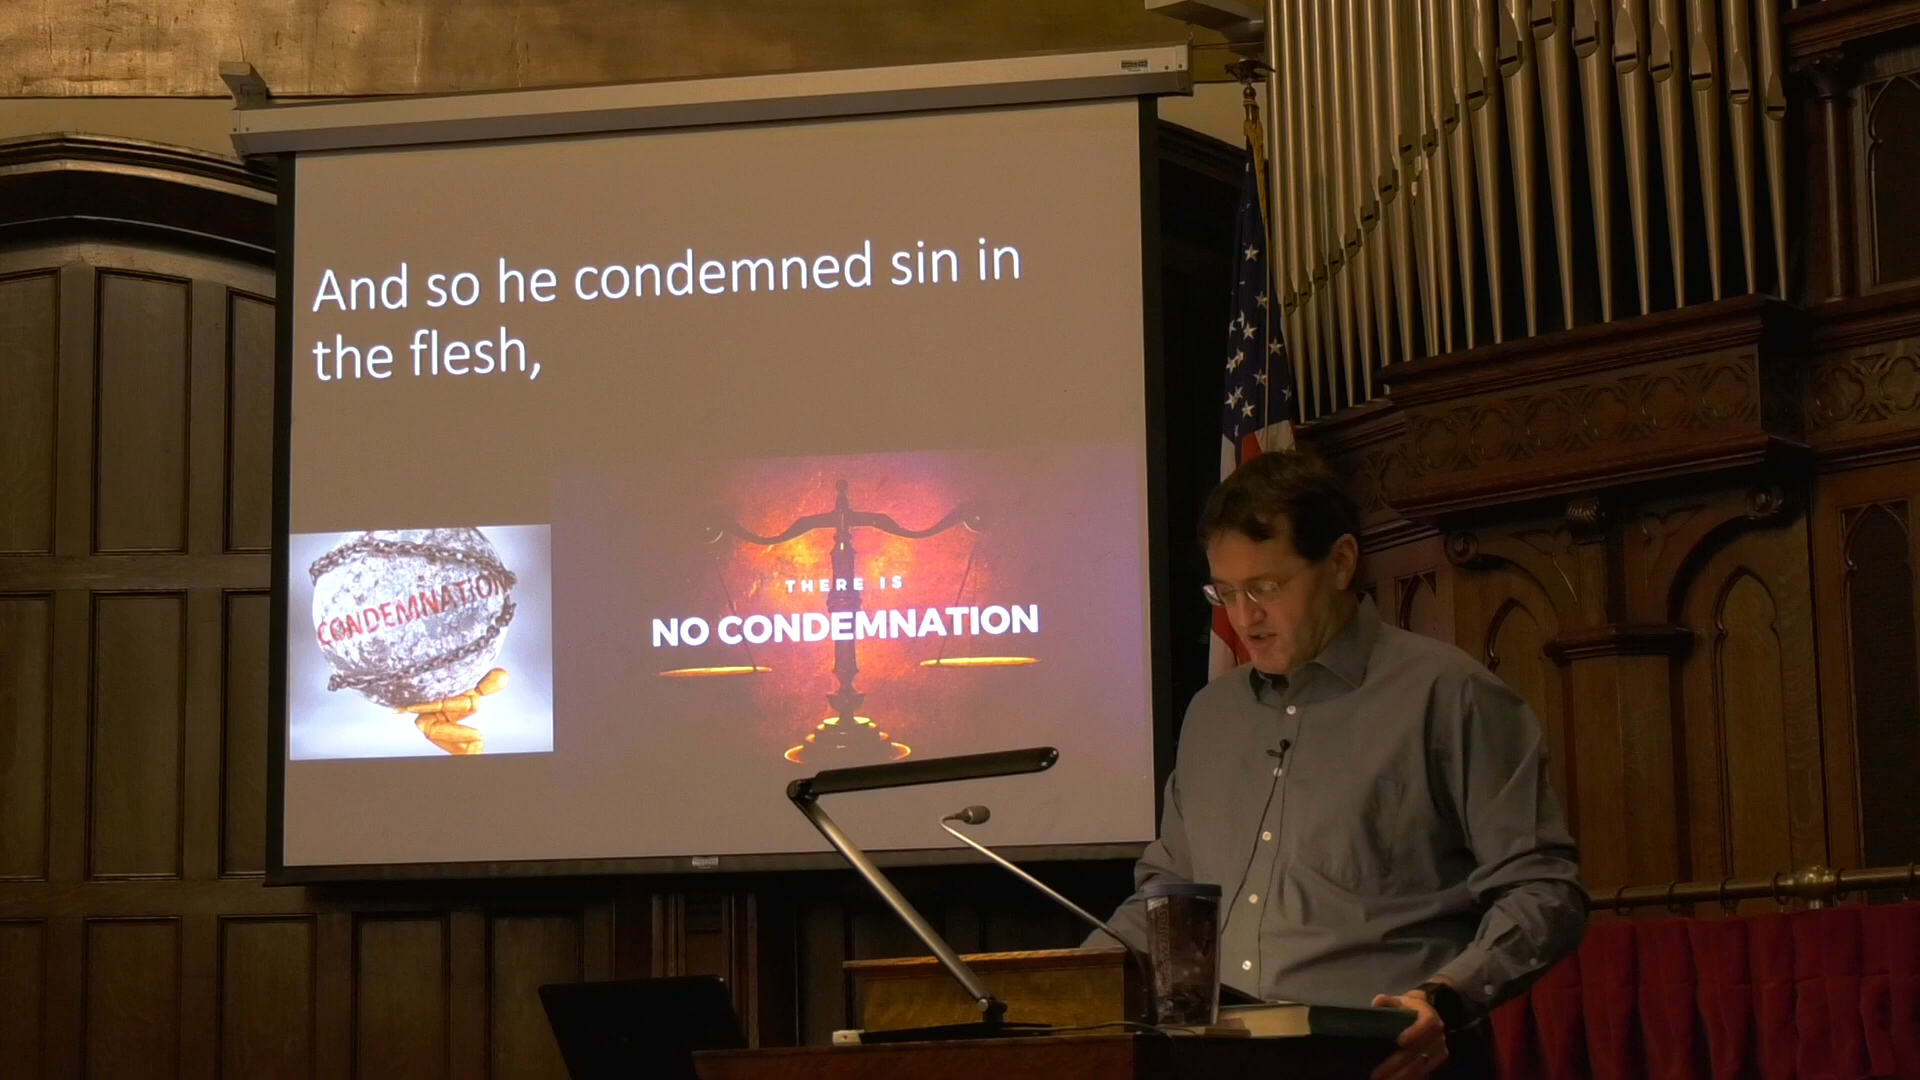 And so he condemned sin in
the flesh,
CONDEMNATION
THERE IS
NO CONDEMNATION